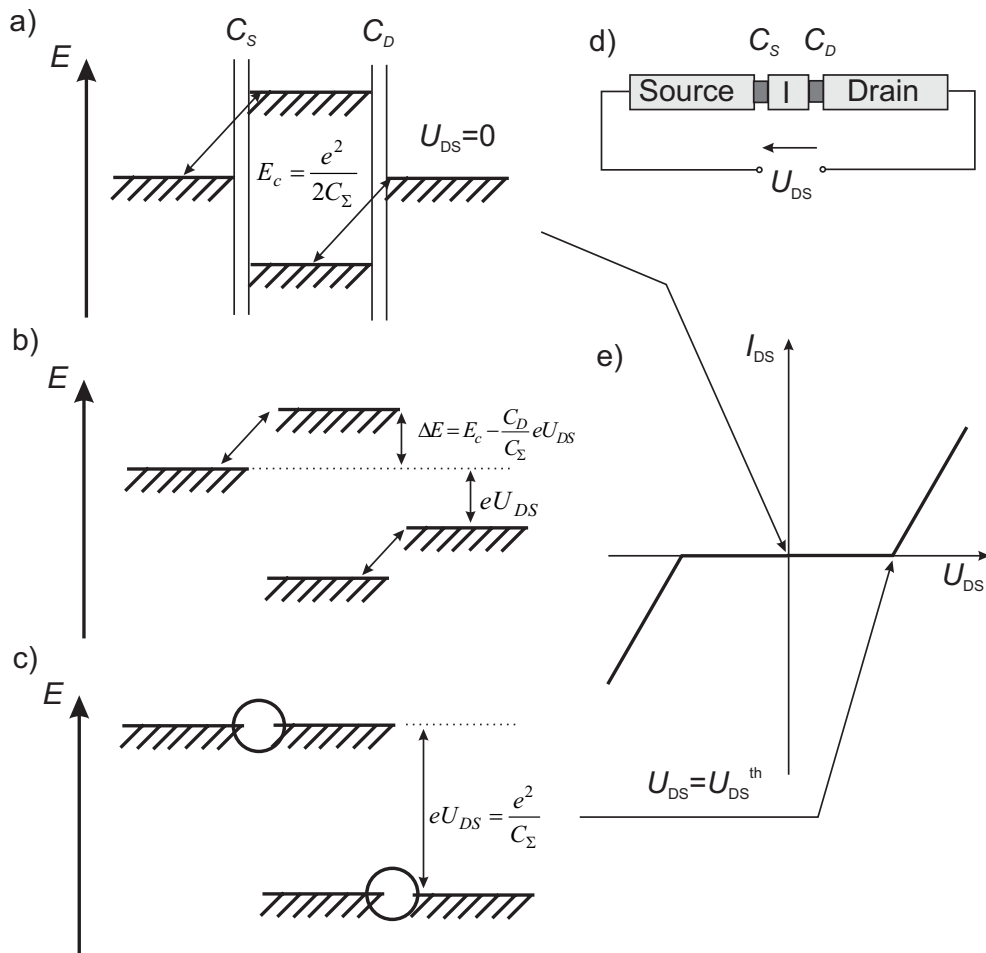 a)
C_S
C_D
E
U_DS=0
E_c = e^2/2C_Σ
d)
C_S C_D
Source I Drain
U_DS
b)
E
ΔE = E_c − C_D/C_Σ eU_DS
eU_DS
e)
I_DS
U_DS
c)
E
eU_DS = e^2/C_Σ
U_DS=U_DS^th